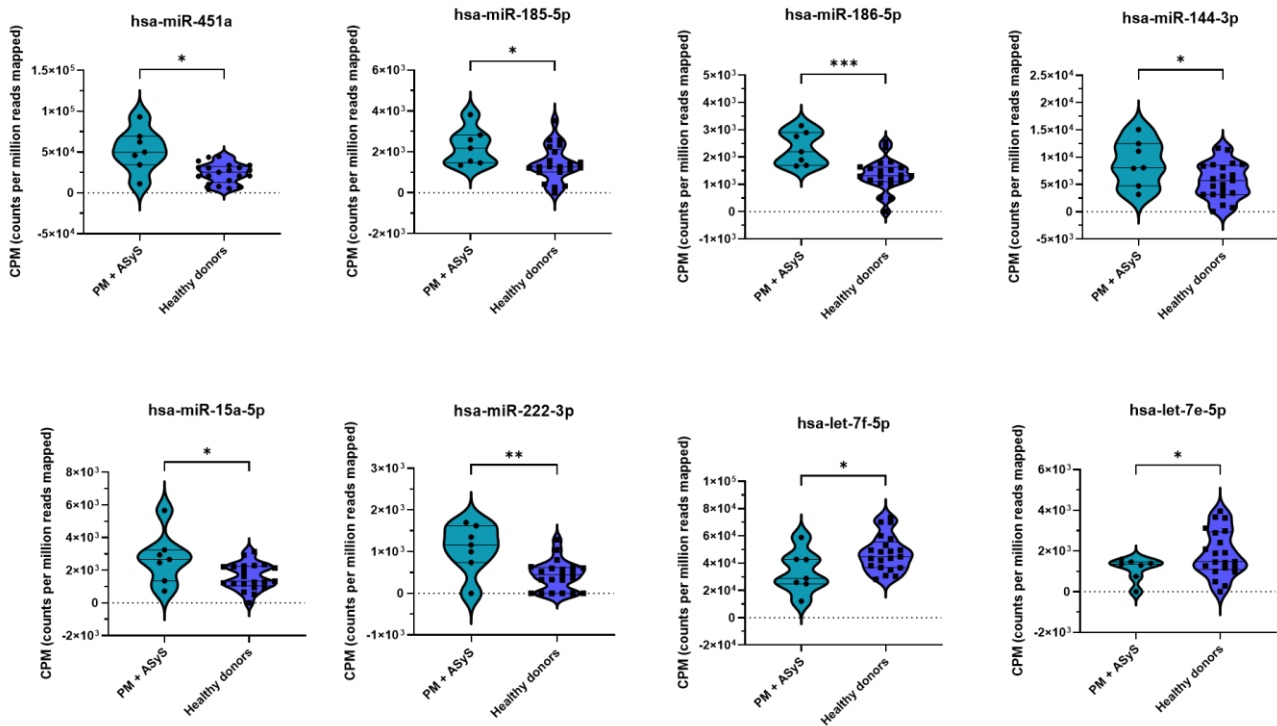 hsa-miR-451a
*
CPM (counts per million reads mapped)
1.5×10⁵
1×10⁵
5×10⁴
0
-5×10⁴
PM + ASyS
Healthy donors
hsa-miR-185-5p
*
CPM (counts per million reads mapped)
6×10³
4×10³
2×10³
0
-2×10³
PM + ASyS
Healthy donors
hsa-miR-186-5p
***
CPM (counts per million reads mapped)
5×10³
4×10³
3×10³
2×10³
1×10³
0
-1×10³
PM + ASyS
Healthy donors
hsa-miR-144-3p
*
CPM (counts per million reads mapped)
2.5×10⁴
2×10⁴
1.5×10⁴
1×10⁴
5×10³
0
-5×10³
PM + ASyS
Healthy donors
hsa-miR-15a-5p
*
CPM (counts per million reads mapped)
8×10³
6×10³
4×10³
2×10³
0
-2×10³
PM + ASyS
Healthy donors
hsa-miR-222-3p
**
CPM (counts per million reads mapped)
3×10³
2×10³
1×10³
0
-1×10³
PM + ASyS
Healthy donors
hsa-let-7f-5p
*
CPM (counts per million reads mapped)
1×10⁵
8×10⁴
6×10⁴
4×10⁴
2×10⁴
0
-2×10⁴
PM + ASyS
Healthy donors
hsa-let-7e-5p
*
CPM (counts per million reads mapped)
6×10³
4×10³
2×10³
0
-2×10³
PM + ASyS
Healthy donors